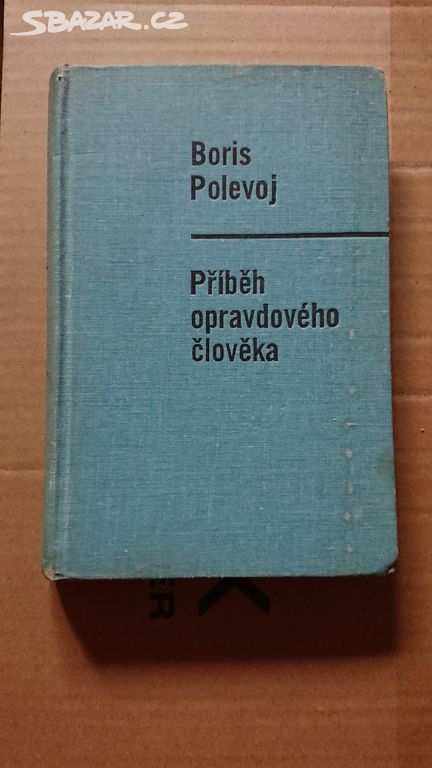 SBAZAR.CZ
Boris
Polevoj
Příběh
opravdového
člověka